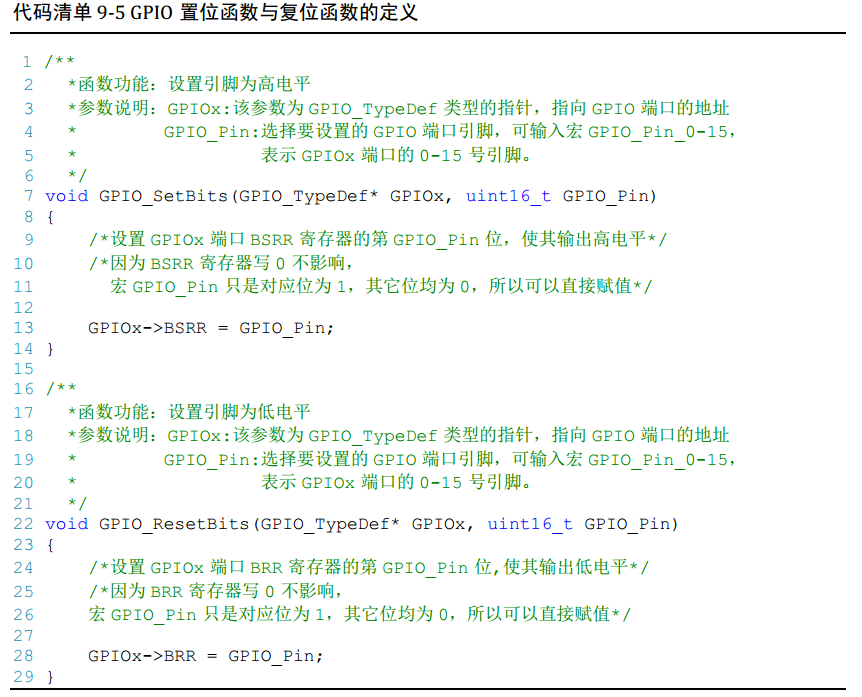 代码清单 9-5 GPIO 置位函数与复位函数的定义
1 /**
2 *函数功能：设置引脚为高电平
3 *参数说明：GPIOx:该参数为 GPIO_TypeDef 类型的指针，指向 GPIO 端口的地址
4 * GPIO_Pin:选择要设置的 GPIO 端口引脚，可输入宏 GPIO_Pin_0-15，
5 * 表示 GPIOx 端口的 0-15 号引脚。
6 */
7 void GPIO_SetBits(GPIO_TypeDef* GPIOx, uint16_t GPIO_Pin)
8 {
9 /*设置 GPIOx 端口 BSRR 寄存器的第 GPIO_Pin 位，使其输出高电平*/
10 /*因为 BSRR 寄存器写 0 不影响，
11 宏 GPIO_Pin 只是对应位为 1，其它位均为 0，所以可以直接赋值*/
12
13 GPIOx->BSRR = GPIO_Pin;
14 }
15
16 /**
17 *函数功能：设置引脚为低电平
18 *参数说明：GPIOx:该参数为 GPIO_TypeDef 类型的指针，指向 GPIO 端口的地址
19 * GPIO_Pin:选择要设置的 GPIO 端口引脚，可输入宏 GPIO_Pin_0-15，
20 * 表示 GPIOx 端口的 0-15 号引脚。
21 */
22 void GPIO_ResetBits(GPIO_TypeDef* GPIOx, uint16_t GPIO_Pin)
23 {
24 /*设置 GPIOx 端口 BRR 寄存器的第 GPIO_Pin 位,使其输出低电平*/
25 /*因为 BRR 寄存器写 0 不影响，
26 宏 GPIO_Pin 只是对应位为 1，其它位均为 0，所以可以直接赋值*/
27
28 GPIOx->BRR = GPIO_Pin;
29 }